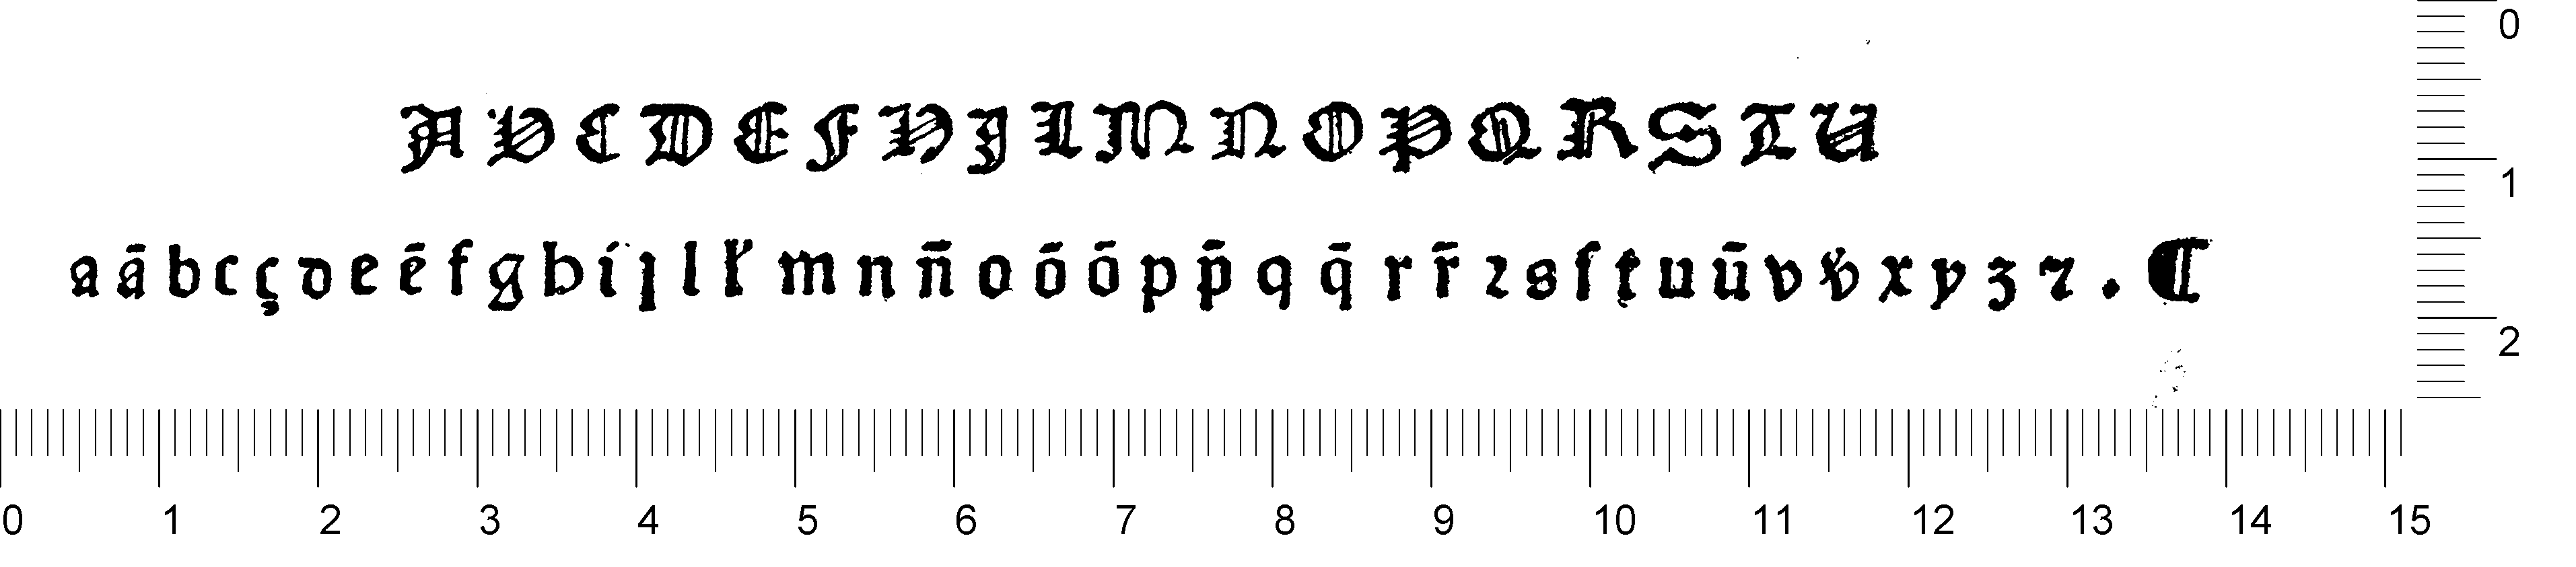 A B C D E F H J L M N O P Q R S T U
a ā b c ç d e ē f g h i j l l̄ m n n̄ o ō ō p p̄ q q̄ r r̄ ꝛ s ſ t u ū v v x y z ⁊ . ¶
0 1 2 3 4 5 6 7 8 9 10 11 12 13 14 15
0
1
2